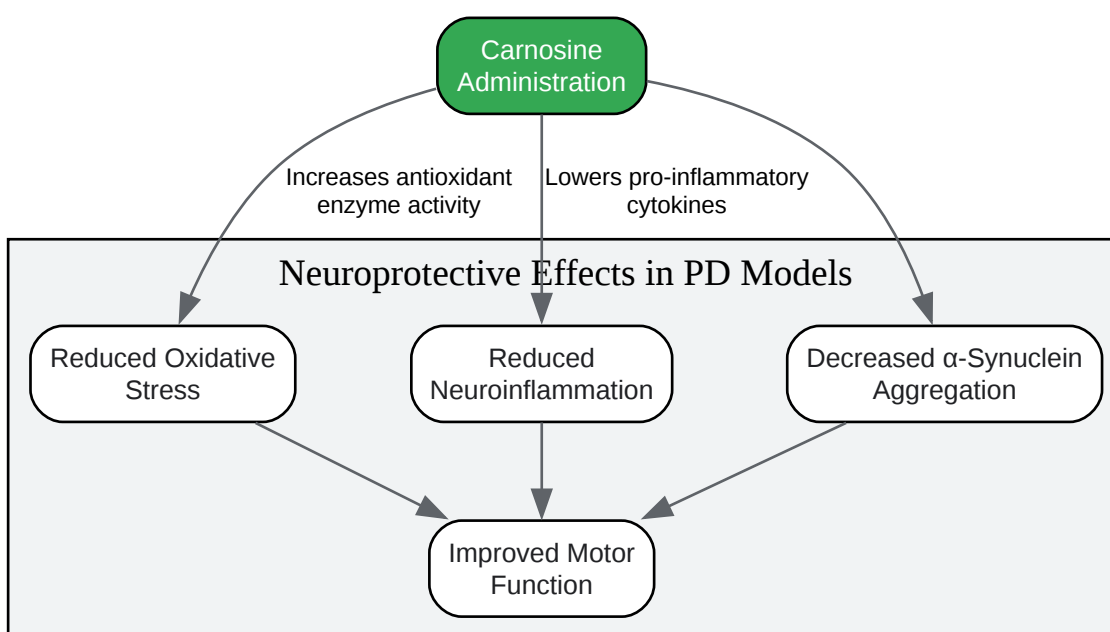 Carnosine
Administration
Increases antioxidant
enzyme activity
Lowers pro-inflammatory
cytokines
Neuroprotective Effects in PD Models
Reduced Oxidative
Stress
Reduced
Neuroinflammation
Decreased α-Synuclein
Aggregation
Improved Motor
Function